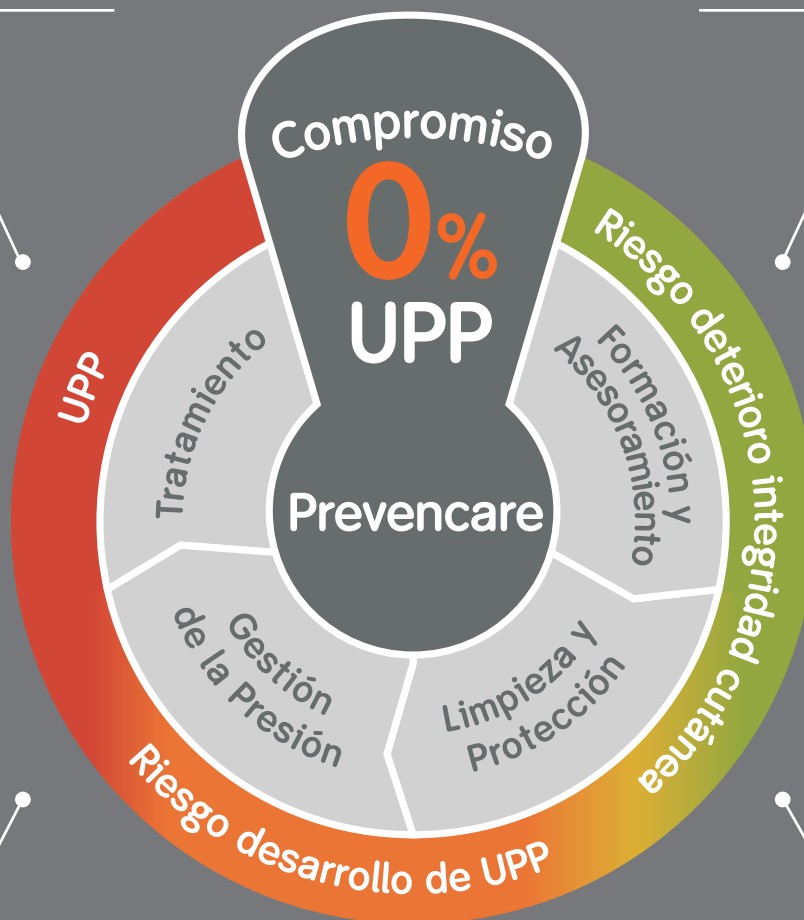 Compromiso
0%
UPP
Prevencare
Riesgo deterioro integridad cutánea
Formación y
Asesoramiento
Limpieza y
Protección
Riesgo desarrollo de UPP
Gestión
de la Presión
UPP
Tratamiento